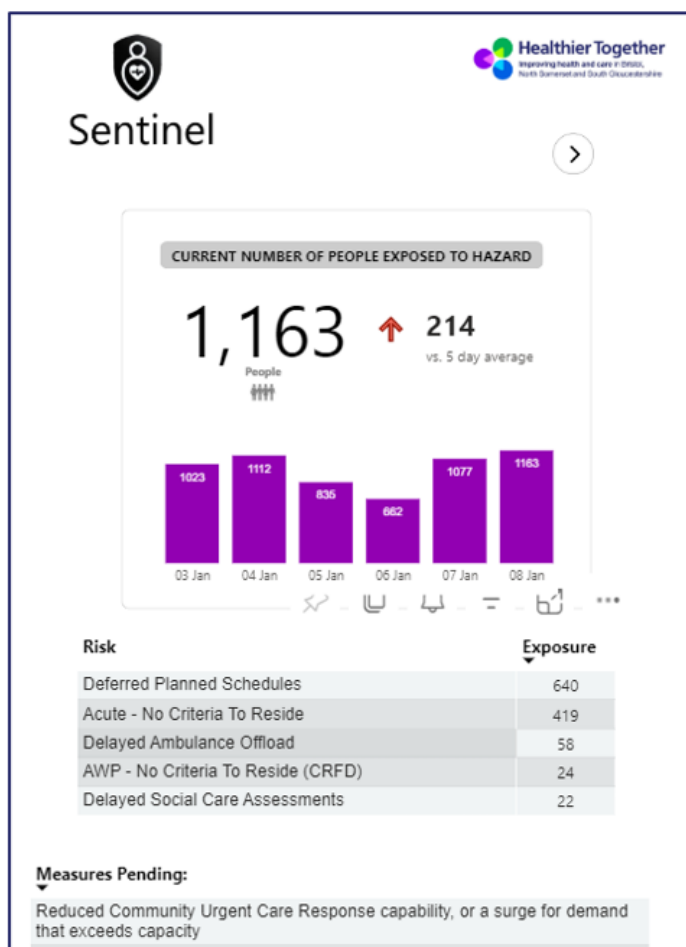 Sentinel
Healthier Together
Improving health and care in Bristol,
North Somerset and South Gloucestershire
CURRENT NUMBER OF PEOPLE EXPOSED TO HAZARD
1,163
People
214
vs. 5 day average
1023
1112
835
662
1077
1163
03 Jan
04 Jan
05 Jan
06 Jan
07 Jan
08 Jan
Risk Exposure
Deferred Planned Schedules 640
Acute - No Criteria To Reside 419
Delayed Ambulance Offload 58
AWP - No Criteria To Reside (CRFD) 24
Delayed Social Care Assessments 22
Measures Pending:
Reduced Community Urgent Care Response capability, or a surge for demand
that exceeds capacity